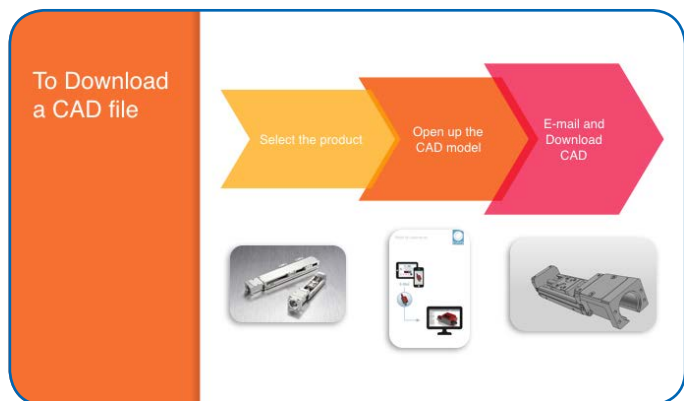 To Download
a CAD file
Select the product
Open up the
CAD model
E-mail and
Download
CAD